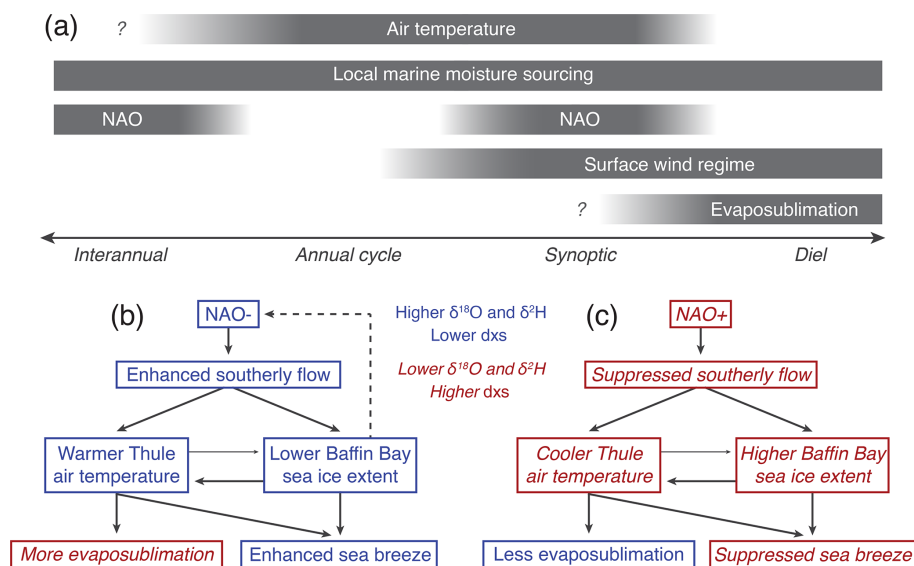 (a)
?
Air temperature
Local marine moisture sourcing
NAO
NAO
Surface wind regime
?
Evaposublimation
Interannual
Annual cycle
Synoptic
Diel
(b)
NAO-
Enhanced southerly flow
Warmer Thule
air temperature
Lower Baffin Bay
sea ice extent
More evaposublimation
Enhanced sea breeze
Higher δ¹⁸O and δ²H
Lower dxs
Lower δ¹⁸O and δ²H
Higher dxs
(c)
NAO+
Suppressed southerly flow
Cooler Thule
air temperature
Higher Baffin Bay
sea ice extent
Less evaposublimation
Suppressed sea breeze